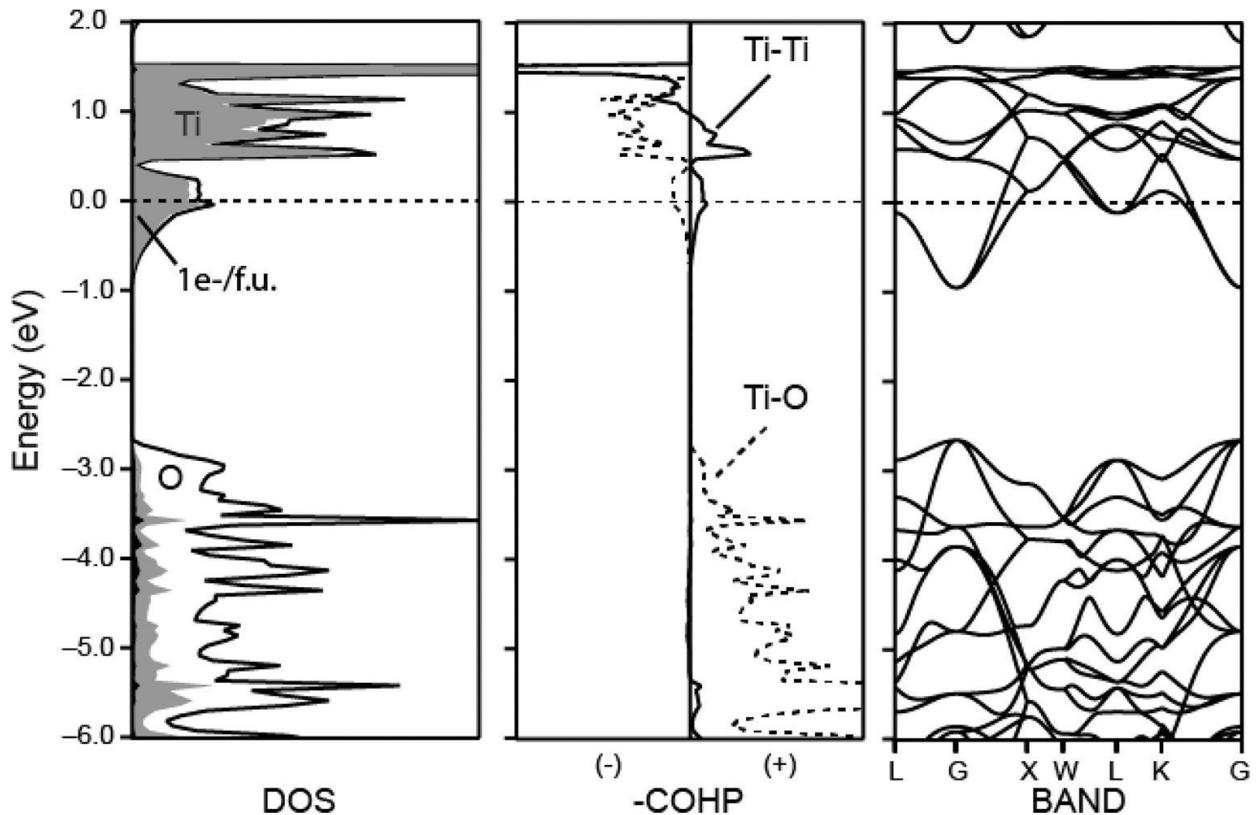 Energy (eV)
2.0
1.0
0.0
–1.0
–2.0
–3.0
–4.0
–5.0
–6.0
Ti
1e-/f.u.
O
DOS
Ti-Ti
Ti-O
(-)
(+)
-COHP
L G X W L K G
BAND